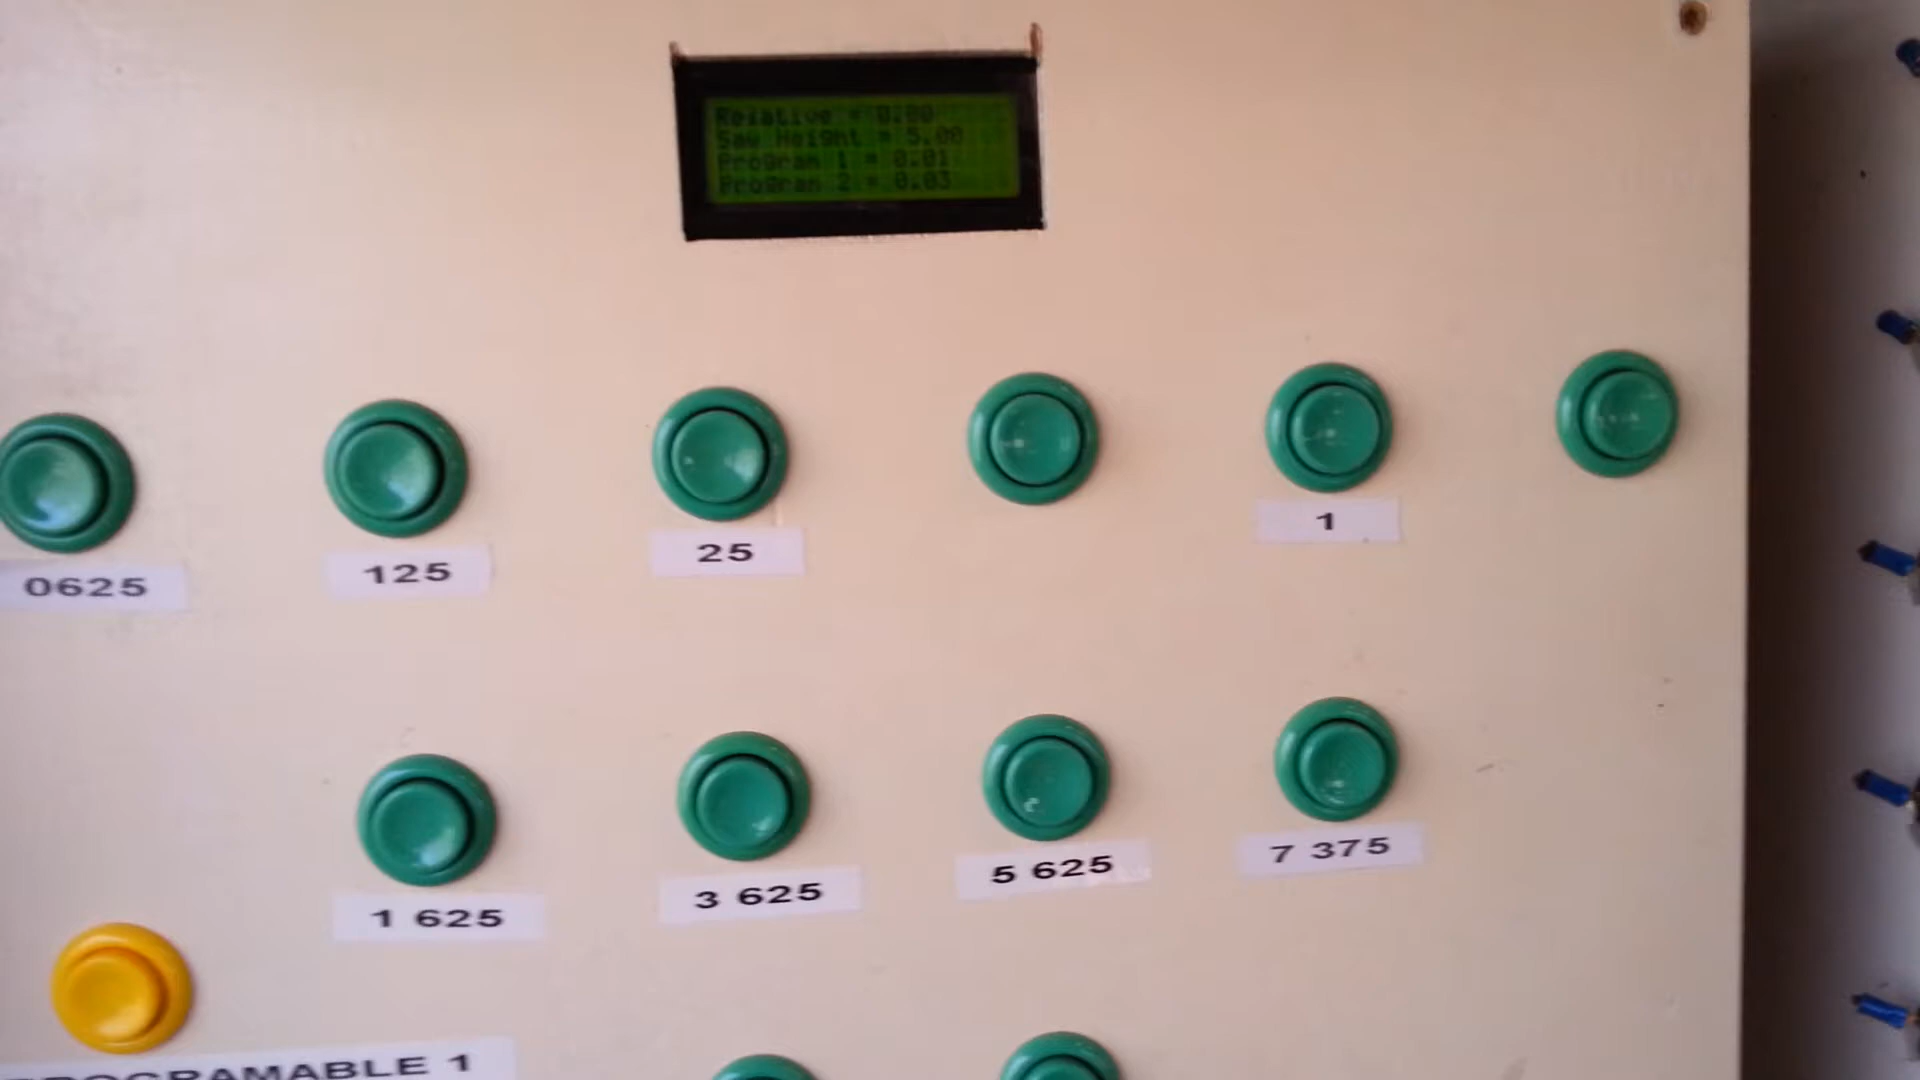 Relative = 0.00
Saw Height = 5.00
Program 1 = 0.01
Program 2 = 0.03
0625
125
25
1
1 625
3 625
5 625
7 375
PROGRAMABLE 1